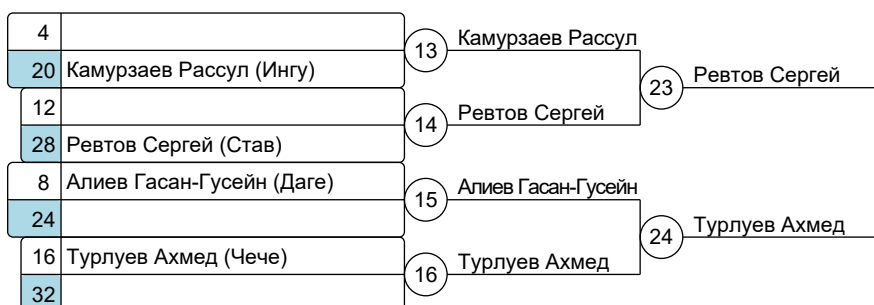 4
20 Камурзаев Рассул (Ингу)
12
28 Ревтов Сергей (Став)
8 Алиев Гасан-Гусейн (Даге)
24
16 Турлуев Ахмед (Чече)
32
13 Камурзаев Рассул
14 Ревтов Сергей
15 Алиев Гасан-Гусейн
16 Турлуев Ахмед
23 Ревтов Сергей
24 Турлуев Ахмед